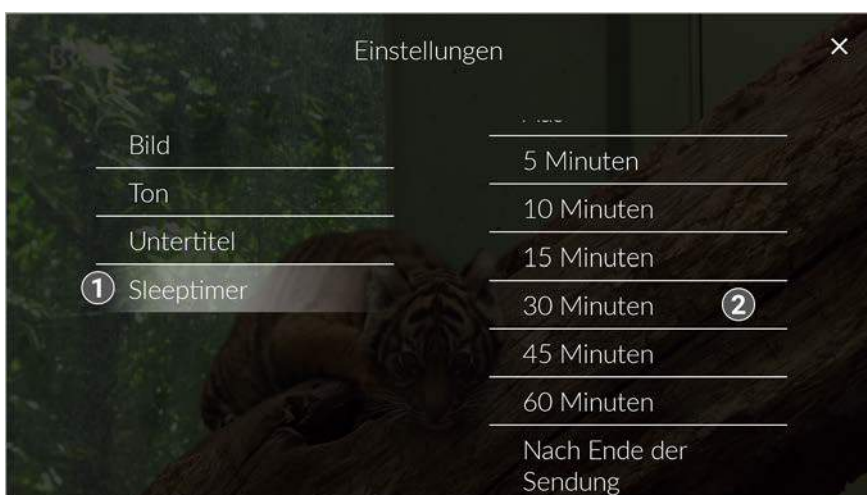 Einstellungen
Bild
Ton
Untertitel
1 Sleeptimer
5 Minuten
10 Minuten
15 Minuten
30 Minuten 2
45 Minuten
60 Minuten
Nach Ende der
Sendung